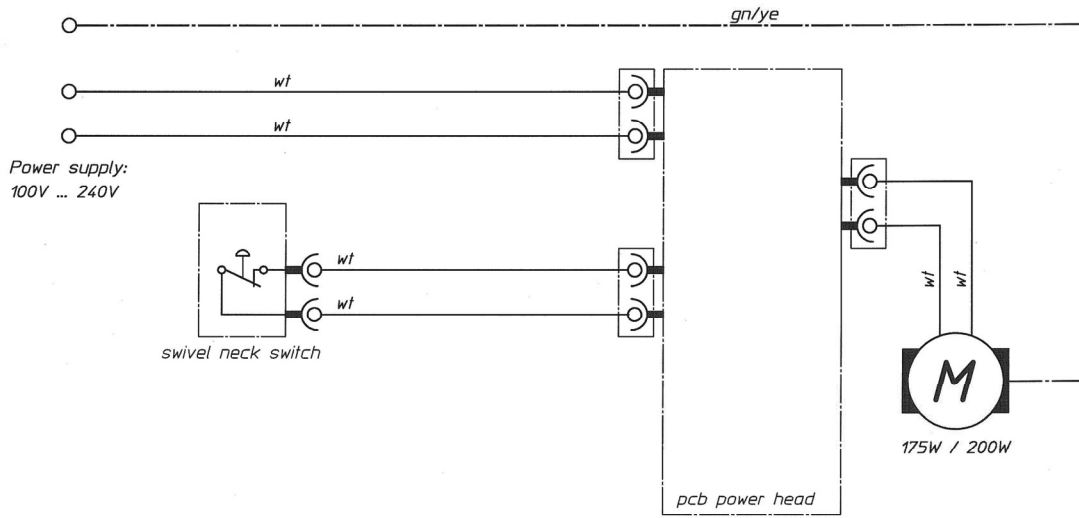 gn/ye
wt
wt
Power supply:
100V ... 240V
wt
wt
swivel neck switch
wt
wt
M
175W / 200W
pcb power head